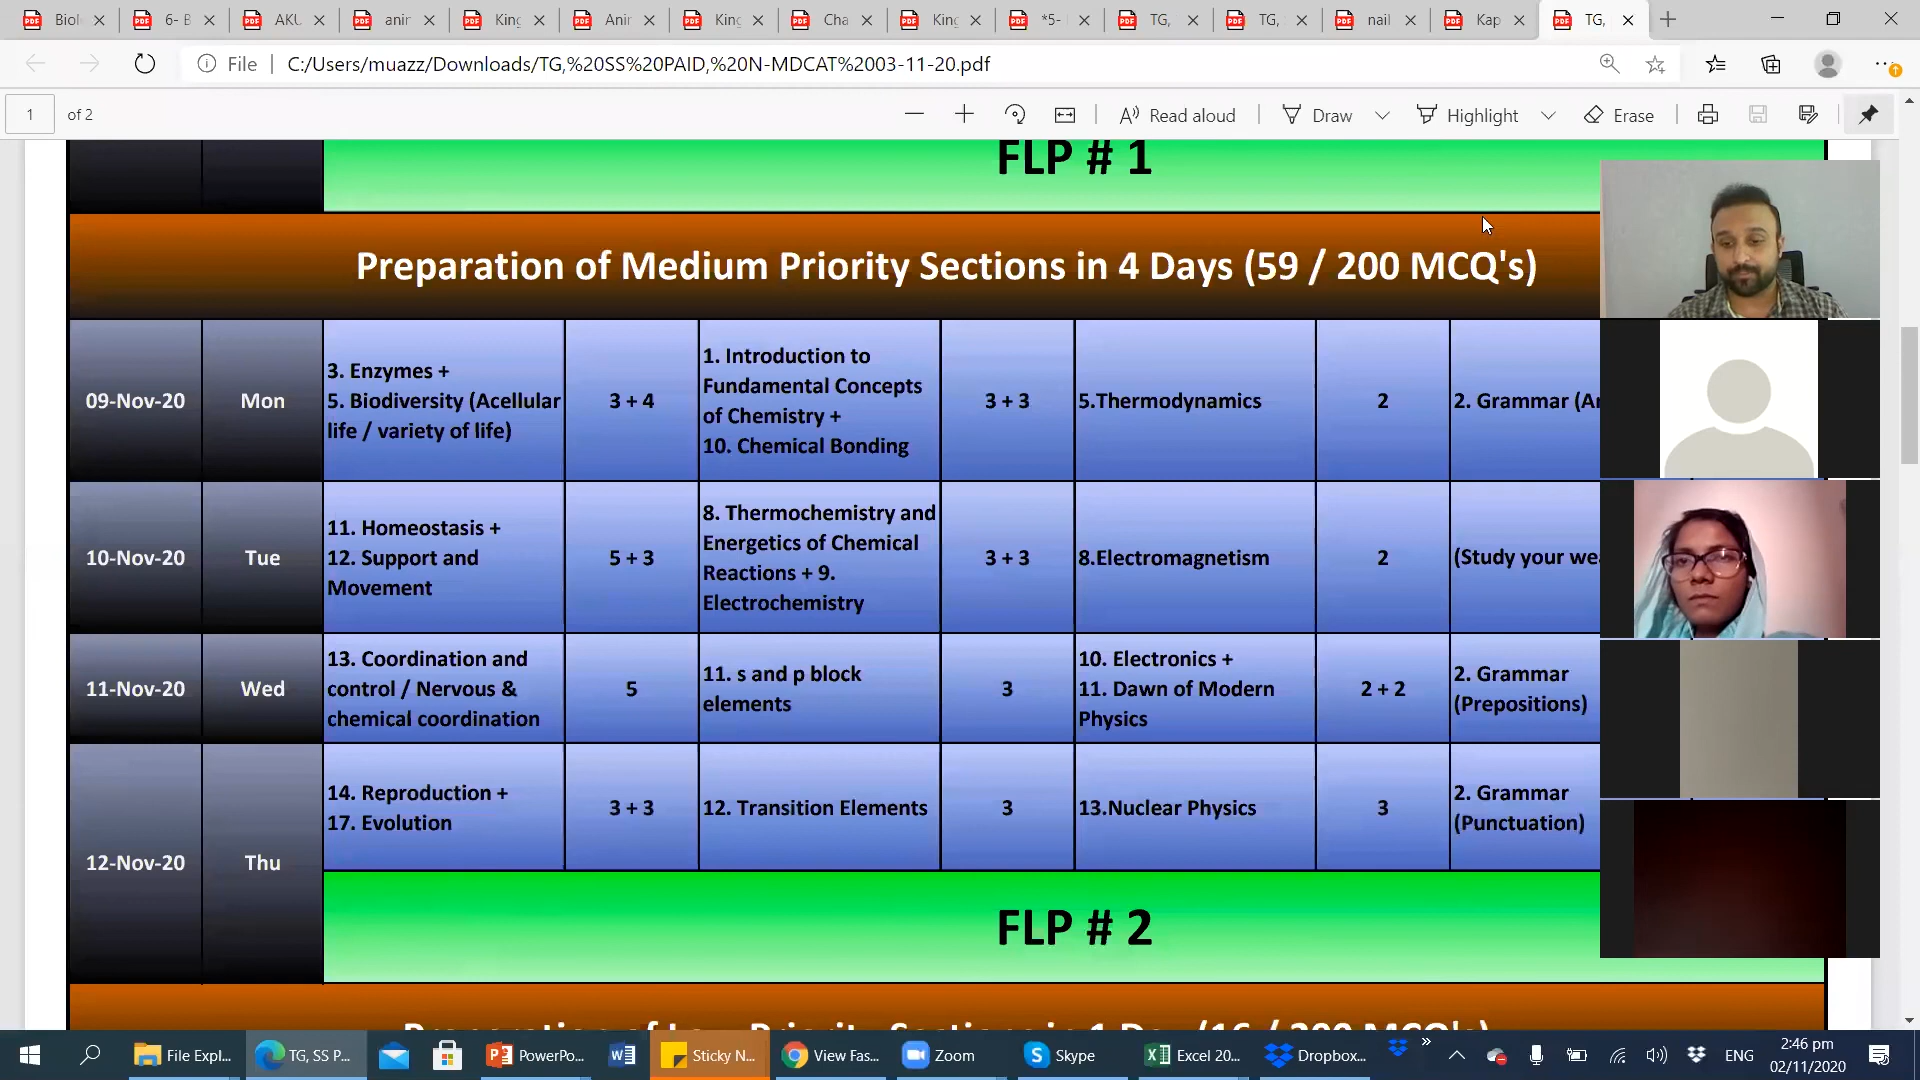 Biol
6- B
AKU
anir
King
Anir
King
Cha
King
*5-
TG,
TG,
nail
Kap
TG,
File
C:/Users/muazz/Downloads/TG,%20SS%20PAID,%20N-MDCAT%2003-11-20.pdf
1
of 2
Read aloud
Draw
Highlight
Erase
FLP # 1
Preparation of Medium Priority Sections in 4 Days (59 / 200 MCQ's)
09-Nov-20
Mon
3. Enzymes +
5. Biodiversity (Acellular
life / variety of life)
3 + 4
1. Introduction to
Fundamental Concepts
of Chemistry +
10. Chemical Bonding
3 + 3
5.Thermodynamics
2
2. Grammar
10-Nov-20
Tue
11. Homeostasis +
12. Support and
Movement
5 + 3
8. Thermochemistry and
Energetics of Chemical
Reactions + 9.
Electrochemistry
3 + 3
8.Electromagnetism
2
(Study your
11-Nov-20
Wed
13. Coordination and
control / Nervous &
chemical coordination
5
11. s and p block
elements
3
10. Electronics +
11. Dawn of Modern
Physics
2 + 2
2. Grammar
(Prepositions)
12-Nov-20
Thu
14. Reproduction +
17. Evolution
3 + 3
12. Transition Elements
3
13.Nuclear Physics
3
2. Grammar
(Punctuation)
FLP # 2
File Expl...
TG, SS P...
PowerPo...
Sticky N...
View Fas...
Zoom
Skype
Excel 20...
Dropbox...
ENG
2:46 pm
02/11/2020